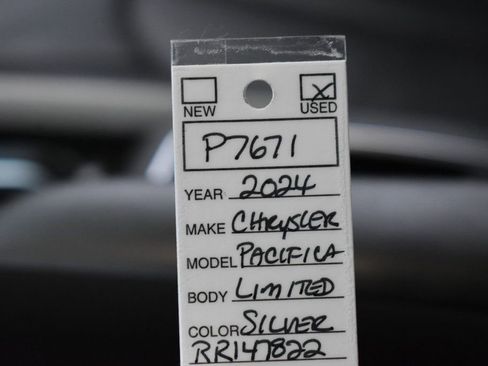 NEW USED
P7671
YEAR 2024
MAKE CHRYSLER
MODEL PACIFICA
BODY LIMITED
COLOR SILVER
RR147822